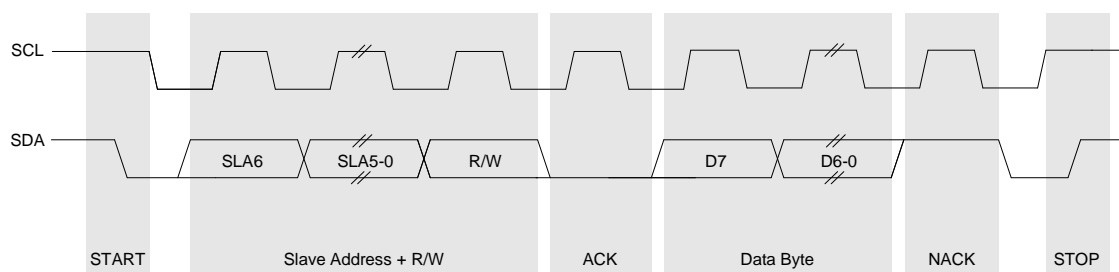 SCL
SDA
SLA6
SLA5-0
R/W
D7
D6-0
START
Slave Address + R/W
ACK
Data Byte
NACK
STOP